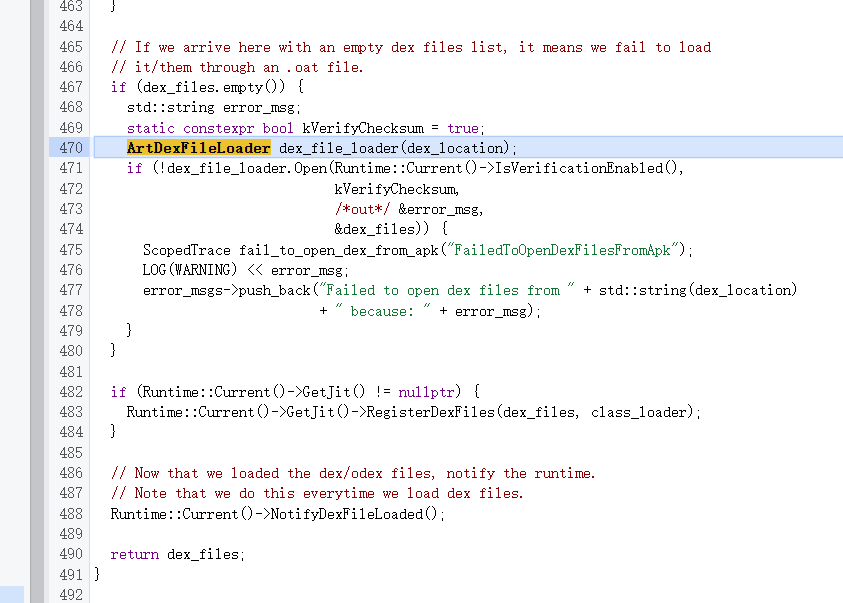 463   }
464
465   // If we arrive here with an empty dex files list, it means we fail to load
466   // it/them through an .oat file.
467   if (dex_files.empty()) {
468     std::string error_msg;
469     static constexpr bool kVerifyChecksum = true;
470     ArtDexFileLoader dex_file_loader(dex_location);
471     if (!dex_file_loader.Open(Runtime::Current()->IsVerificationEnabled(),
472                               kVerifyChecksum,
473                               /*out*/ &error_msg,
474                               &dex_files)) {
475       ScopedTrace fail_to_open_dex_from_apk("FailedToOpenDexFilesFromApk");
476       LOG(WARNING) << error_msg;
477       error_msgs->push_back("Failed to open dex files from " + std::string(dex_location)
478                             + " because: " + error_msg);
479     }
480   }
481
482   if (Runtime::Current()->GetJit() != nullptr) {
483     Runtime::Current()->GetJit()->RegisterDexFiles(dex_files, class_loader);
484   }
485
486   // Now that we loaded the dex/odex files, notify the runtime.
487   // Note that we do this everytime we load dex files.
488   Runtime::Current()->NotifyDexFileLoaded();
489
490   return dex_files;
491 }
492